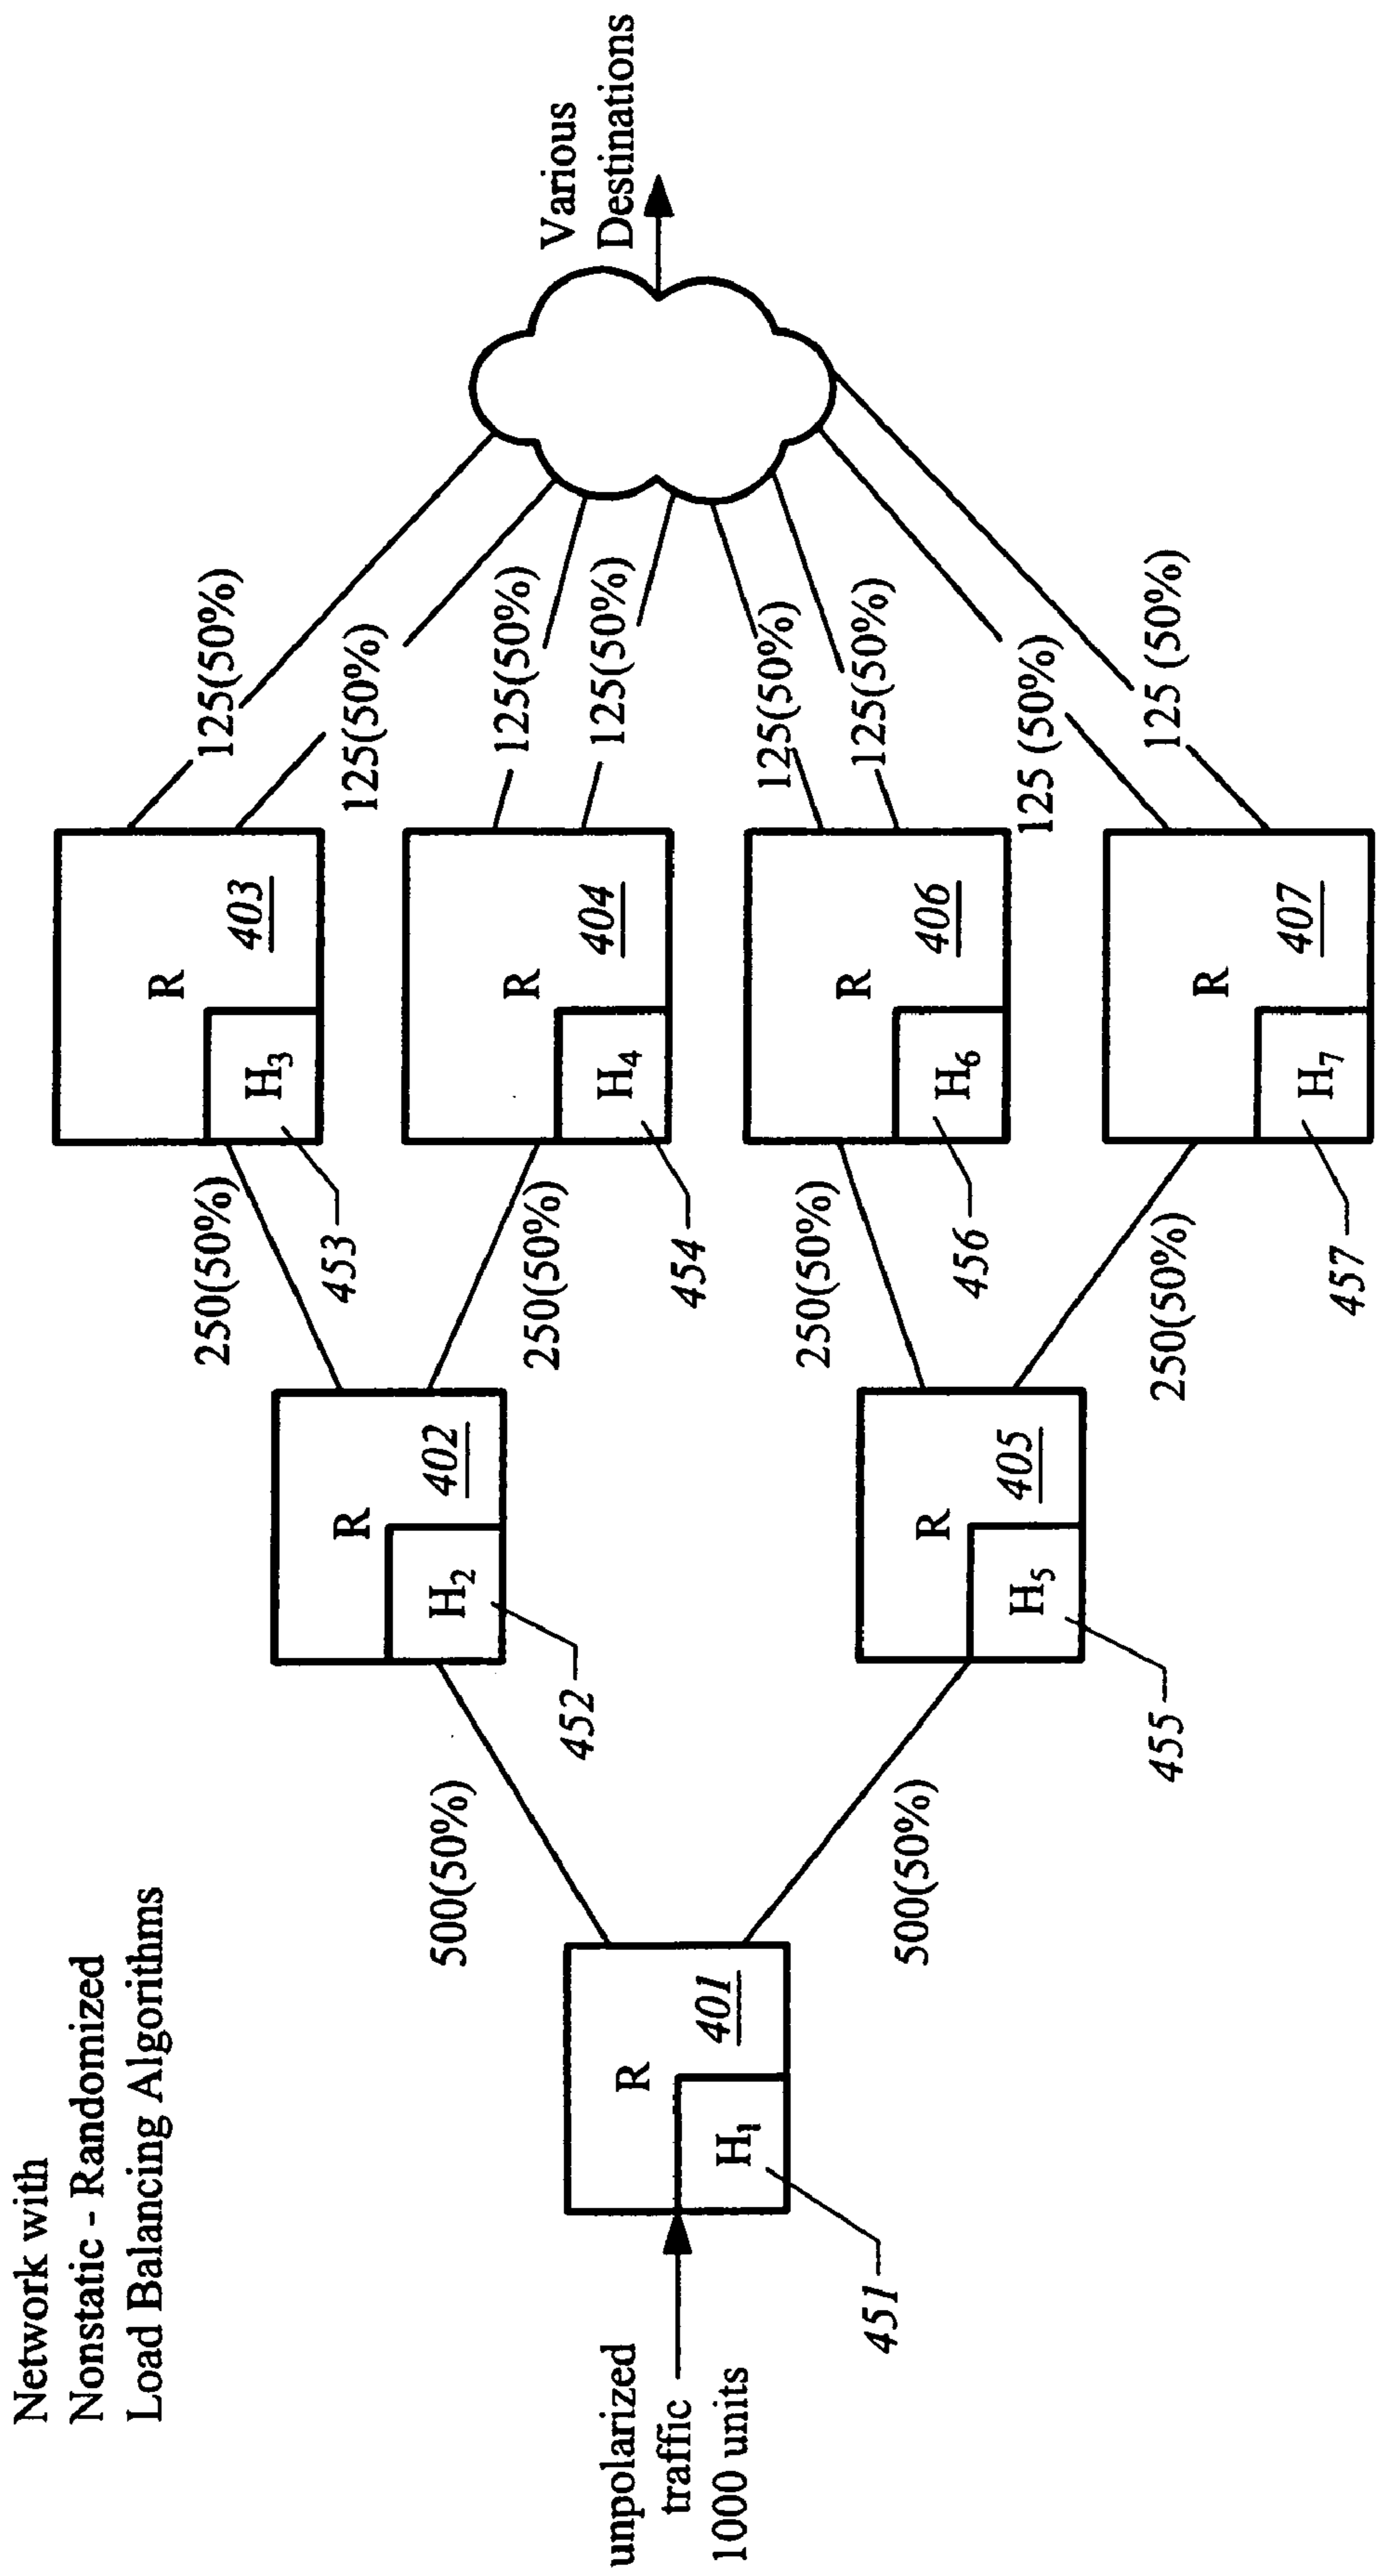 Network with
Nonstatic - Randomized
Load Balancing Algorithms
unpolarized
traffic
1000 units
R
401
H1
451
500(50%)
500(50%)
R
402
H2
452
R
405
H5
455
250(50%)
250(50%)
250(50%)
250(50%)
R
403
H3
453
R
404
H4
454
R
406
H6
456
R
407
H7
457
125(50%)
125(50%)
125(50%)
125(50%)
125(50%)
125(50%)
125 (50%)
125 (50%)
Various
Destinations